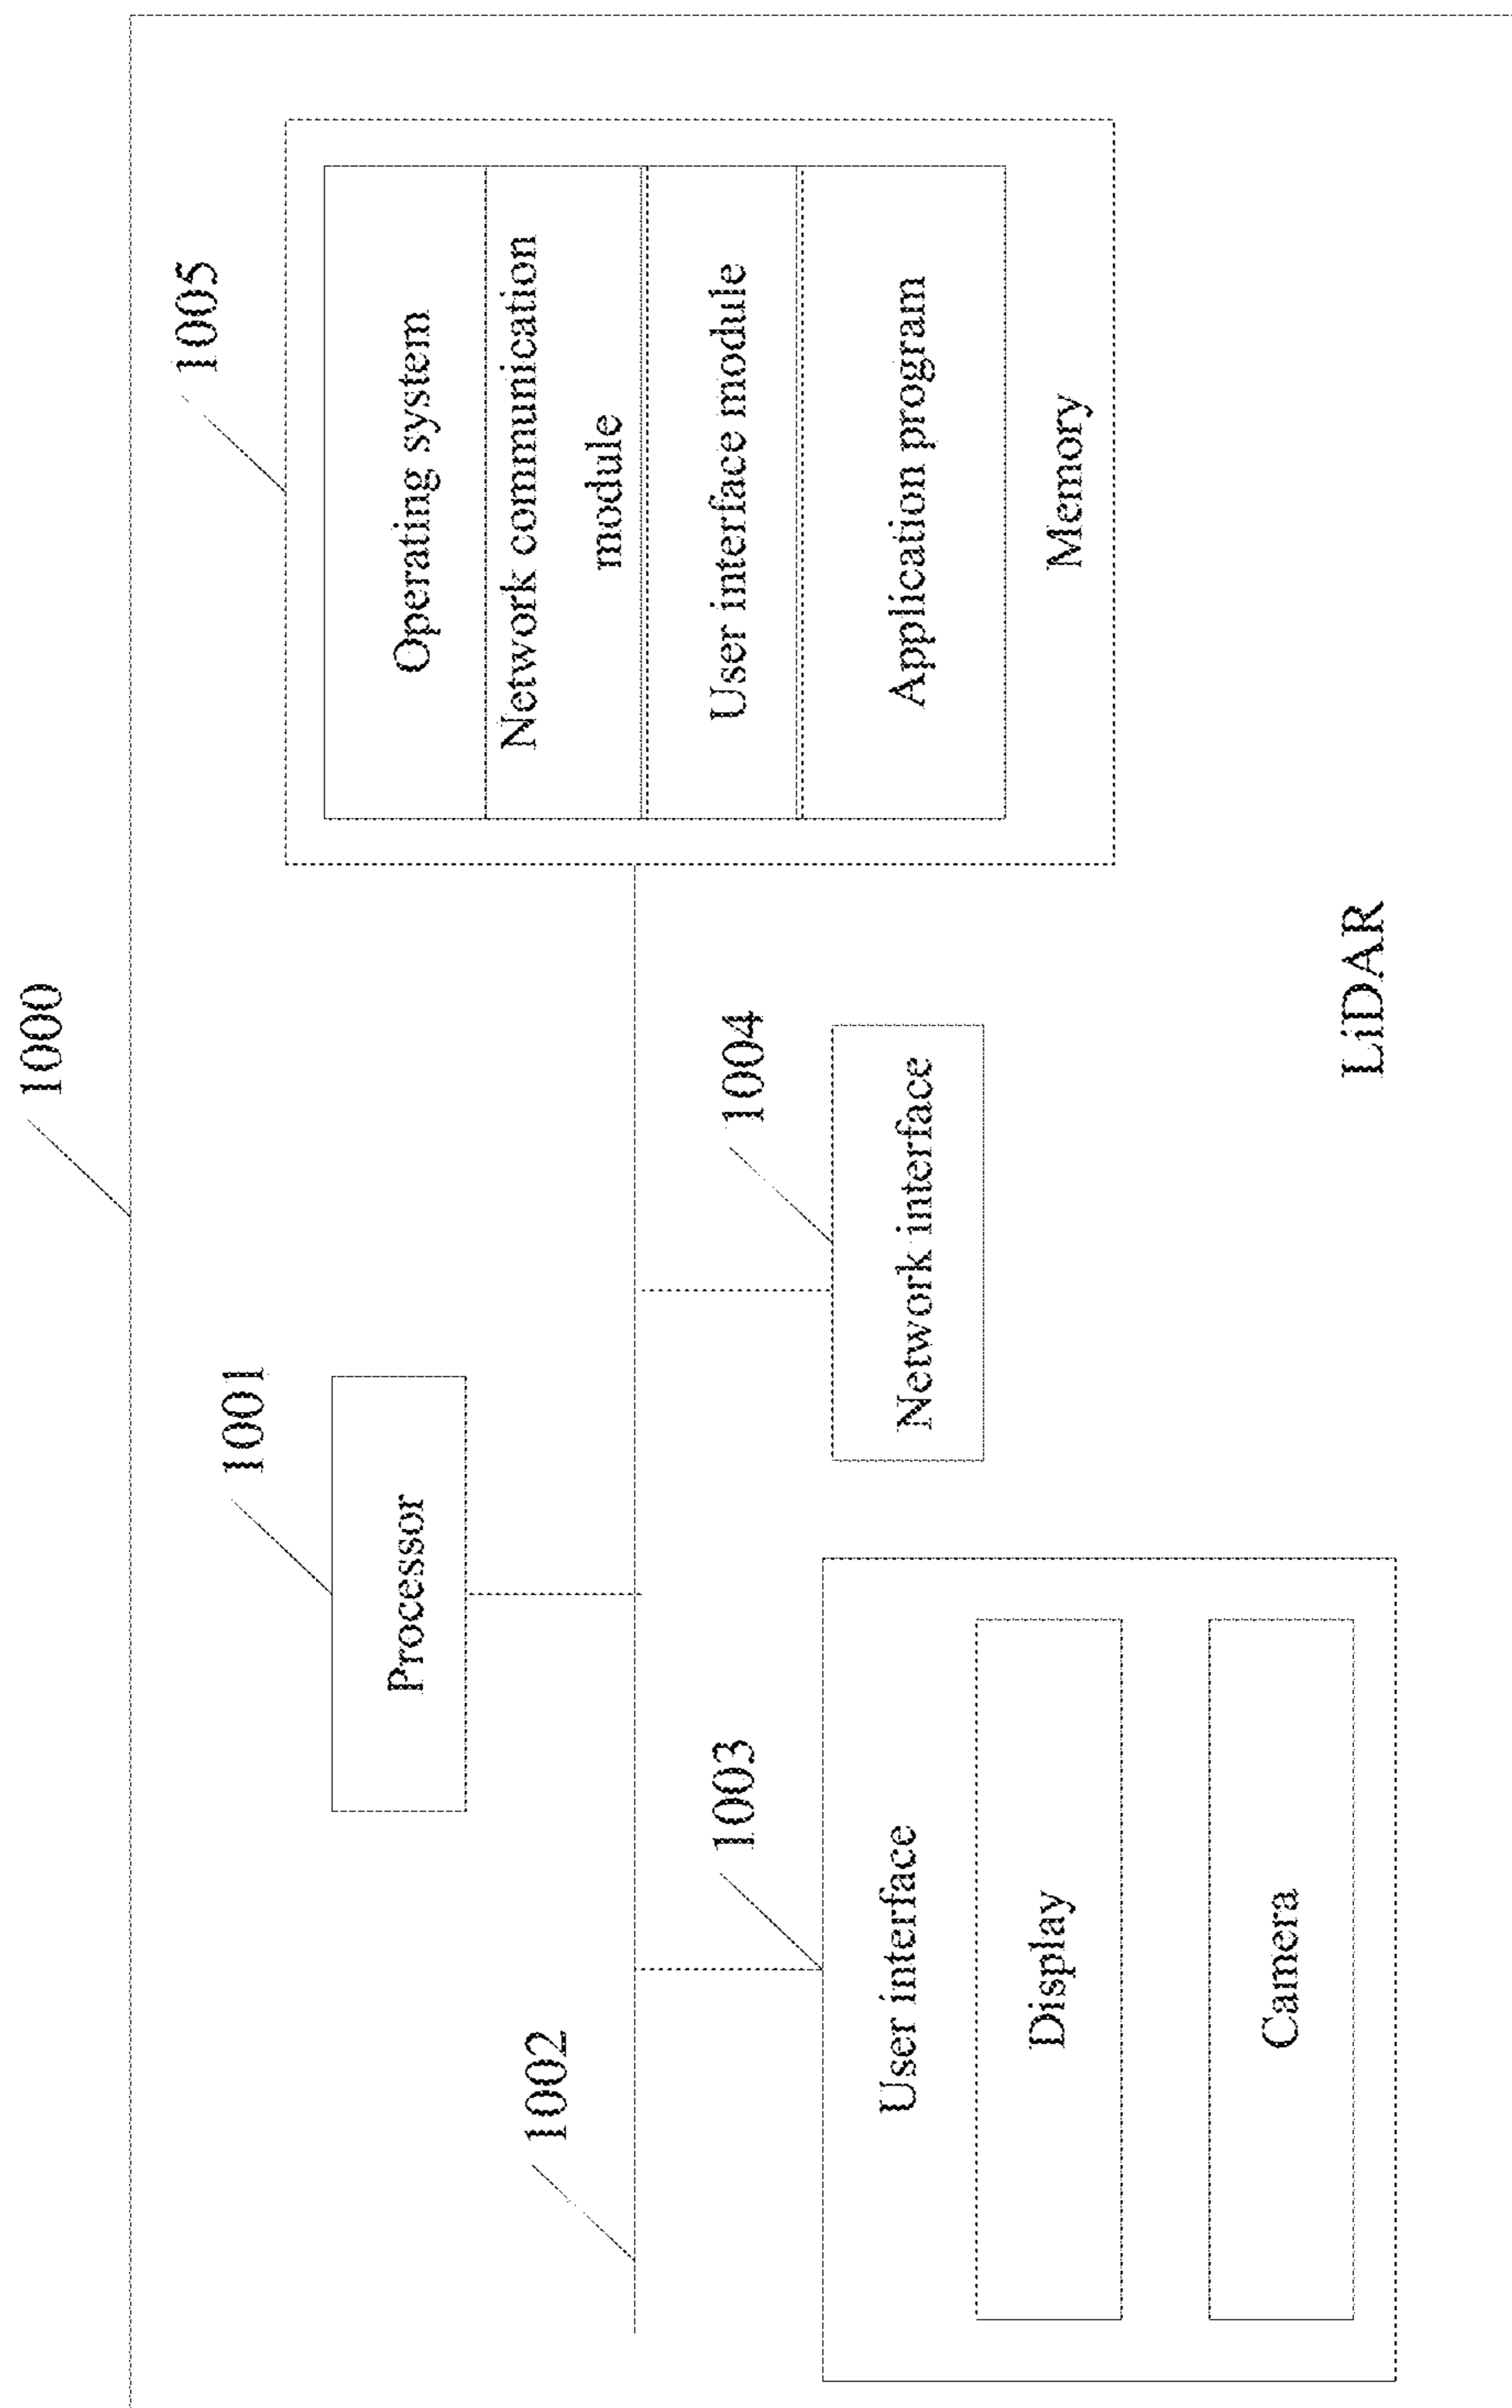 1000
1001
1005
Processor
Operating system
Network communication
module
User interface module
Application program
Memory
1002
1003
1004
User interface
Display
Camera
Network interface
LiDAR